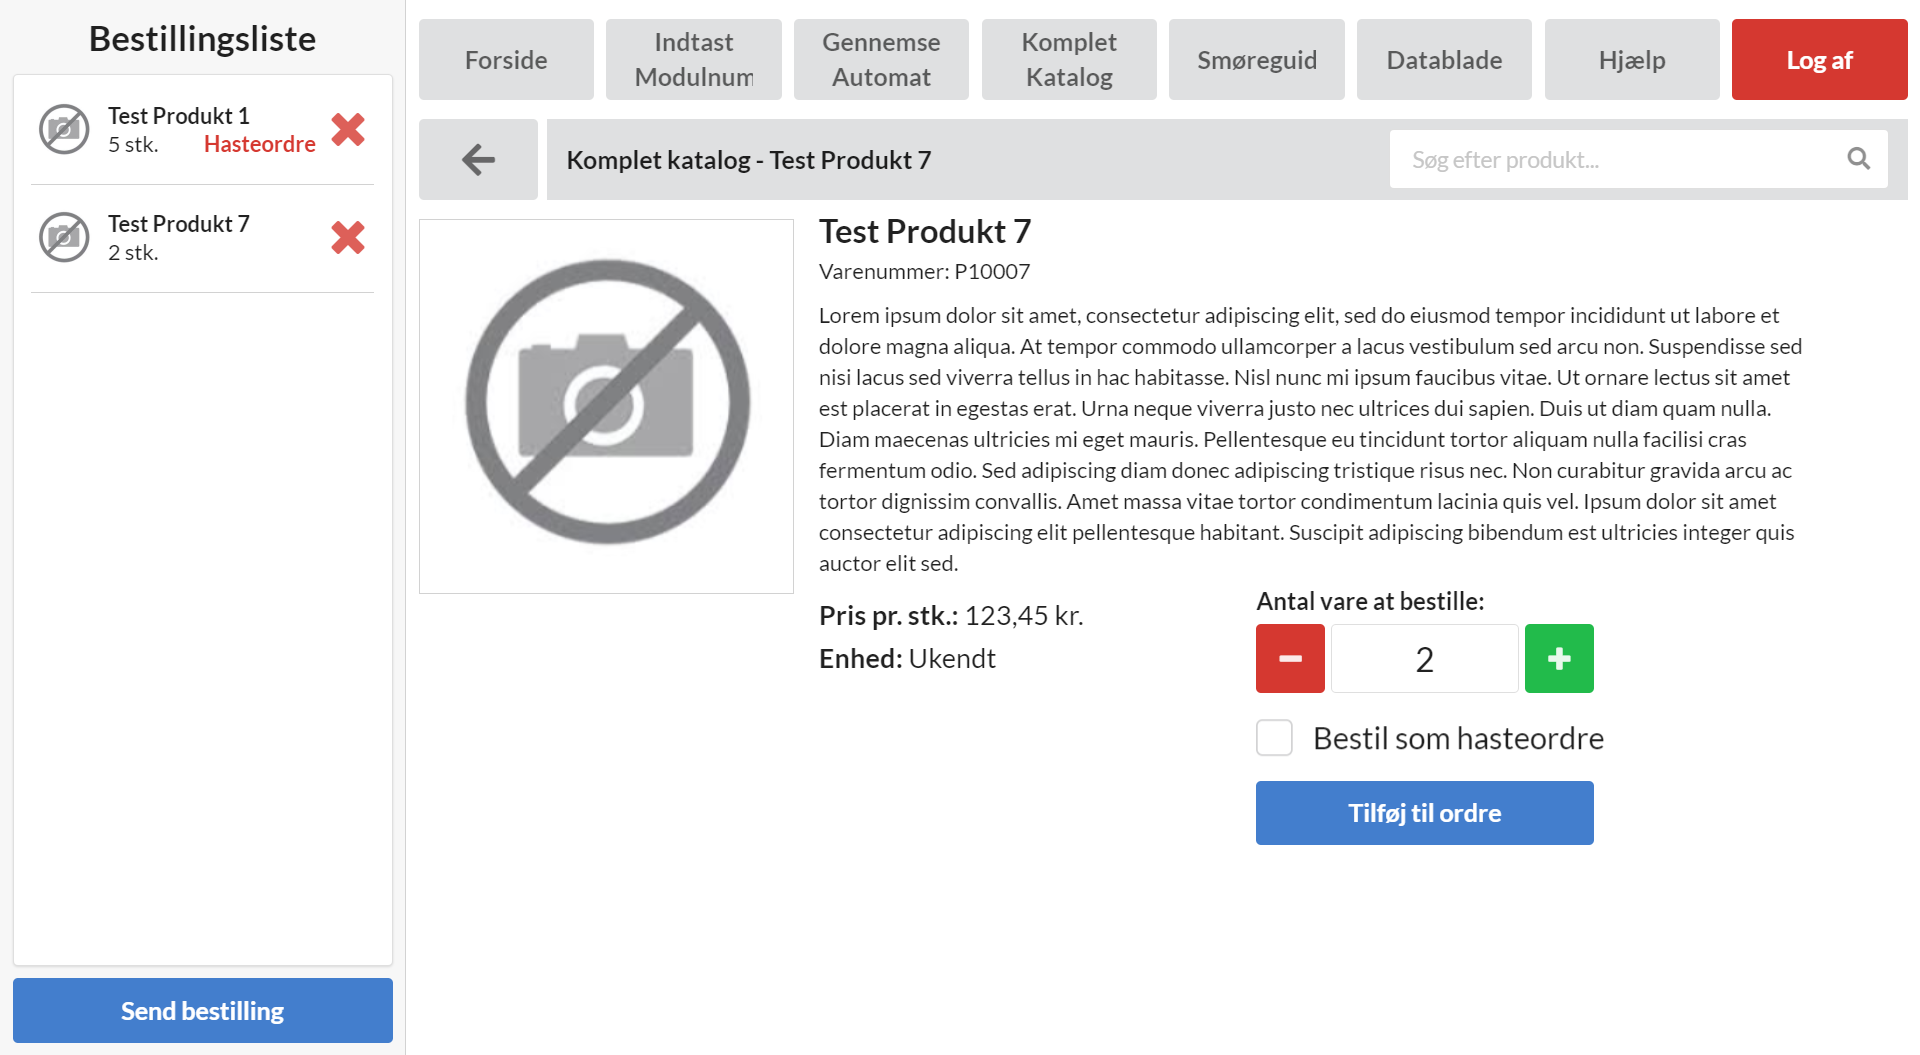 Bestillingsliste
Test Produkt 1
5 stk. Hasteordre
Test Produkt 7
2 stk.
Send bestilling
Forside
Indtast
Modulnum
Gennemse
Automat
Komplet
Katalog
Smøreguid
Datablade
Hjælp
Log af
Komplet katalog - Test Produkt 7
Søg efter produkt...
Test Produkt 7
Varenummer: P10007
Lorem ipsum dolor sit amet, consectetur adipiscing elit, sed do eiusmod tempor incididunt ut labore et
dolore magna aliqua. At tempor commodo ullamcorper a lacus vestibulum sed arcu non. Suspendisse sed
nisi lacus sed viverra tellus in hac habitasse. Nisl nunc mi ipsum faucibus vitae. Ut ornare lectus sit amet
est placerat in egestas erat. Urna neque viverra justo nec ultrices dui sapien. Duis ut diam quam nulla.
Diam maecenas ultricies mi eget mauris. Pellentesque eu tincidunt tortor aliquam nulla facilisi cras
fermentum odio. Sed adipiscing diam donec adipiscing tristique risus nec. Non curabitur gravida arcu ac
tortor dignissim convallis. Amet massa vitae tortor condimentum lacinia quis vel. Ipsum dolor sit amet
consectetur adipiscing elit pellentesque habitant. Suscipit adipiscing bibendum est ultricies integer quis
auctor elit sed.
Pris pr. stk.: 123,45 kr.
Enhed: Ukendt
Antal vare at bestille:
2
Bestil som hasteordre
Tilføj til ordre